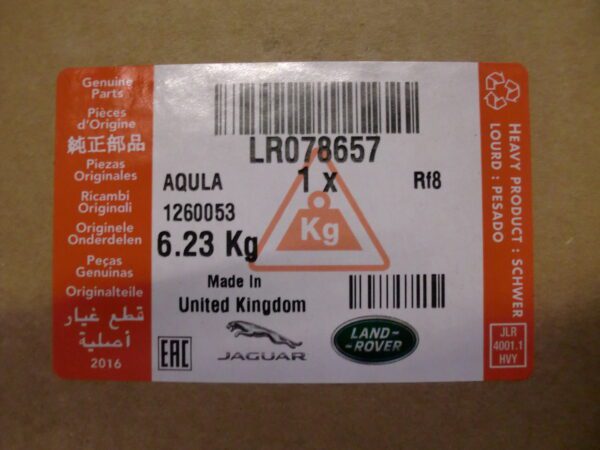 Genuine
Parts
Pièces
d'Origine
純正部品
Piezas
Originales
Ricambi
Originali
Originele
Onderdelen
Peças
Genuinas
Originalteile
قطع غيار
أصلية
2016
LR078657
AQULA
1 x
Rf8
1260053
6.23 Kg
Kg
Made In
United Kingdom
EAC
JAGUAR
LAND-
-ROVER
HEAVY PRODUCT : SCHWER
LOURD : PESADO
JLR
4001.1
HVY